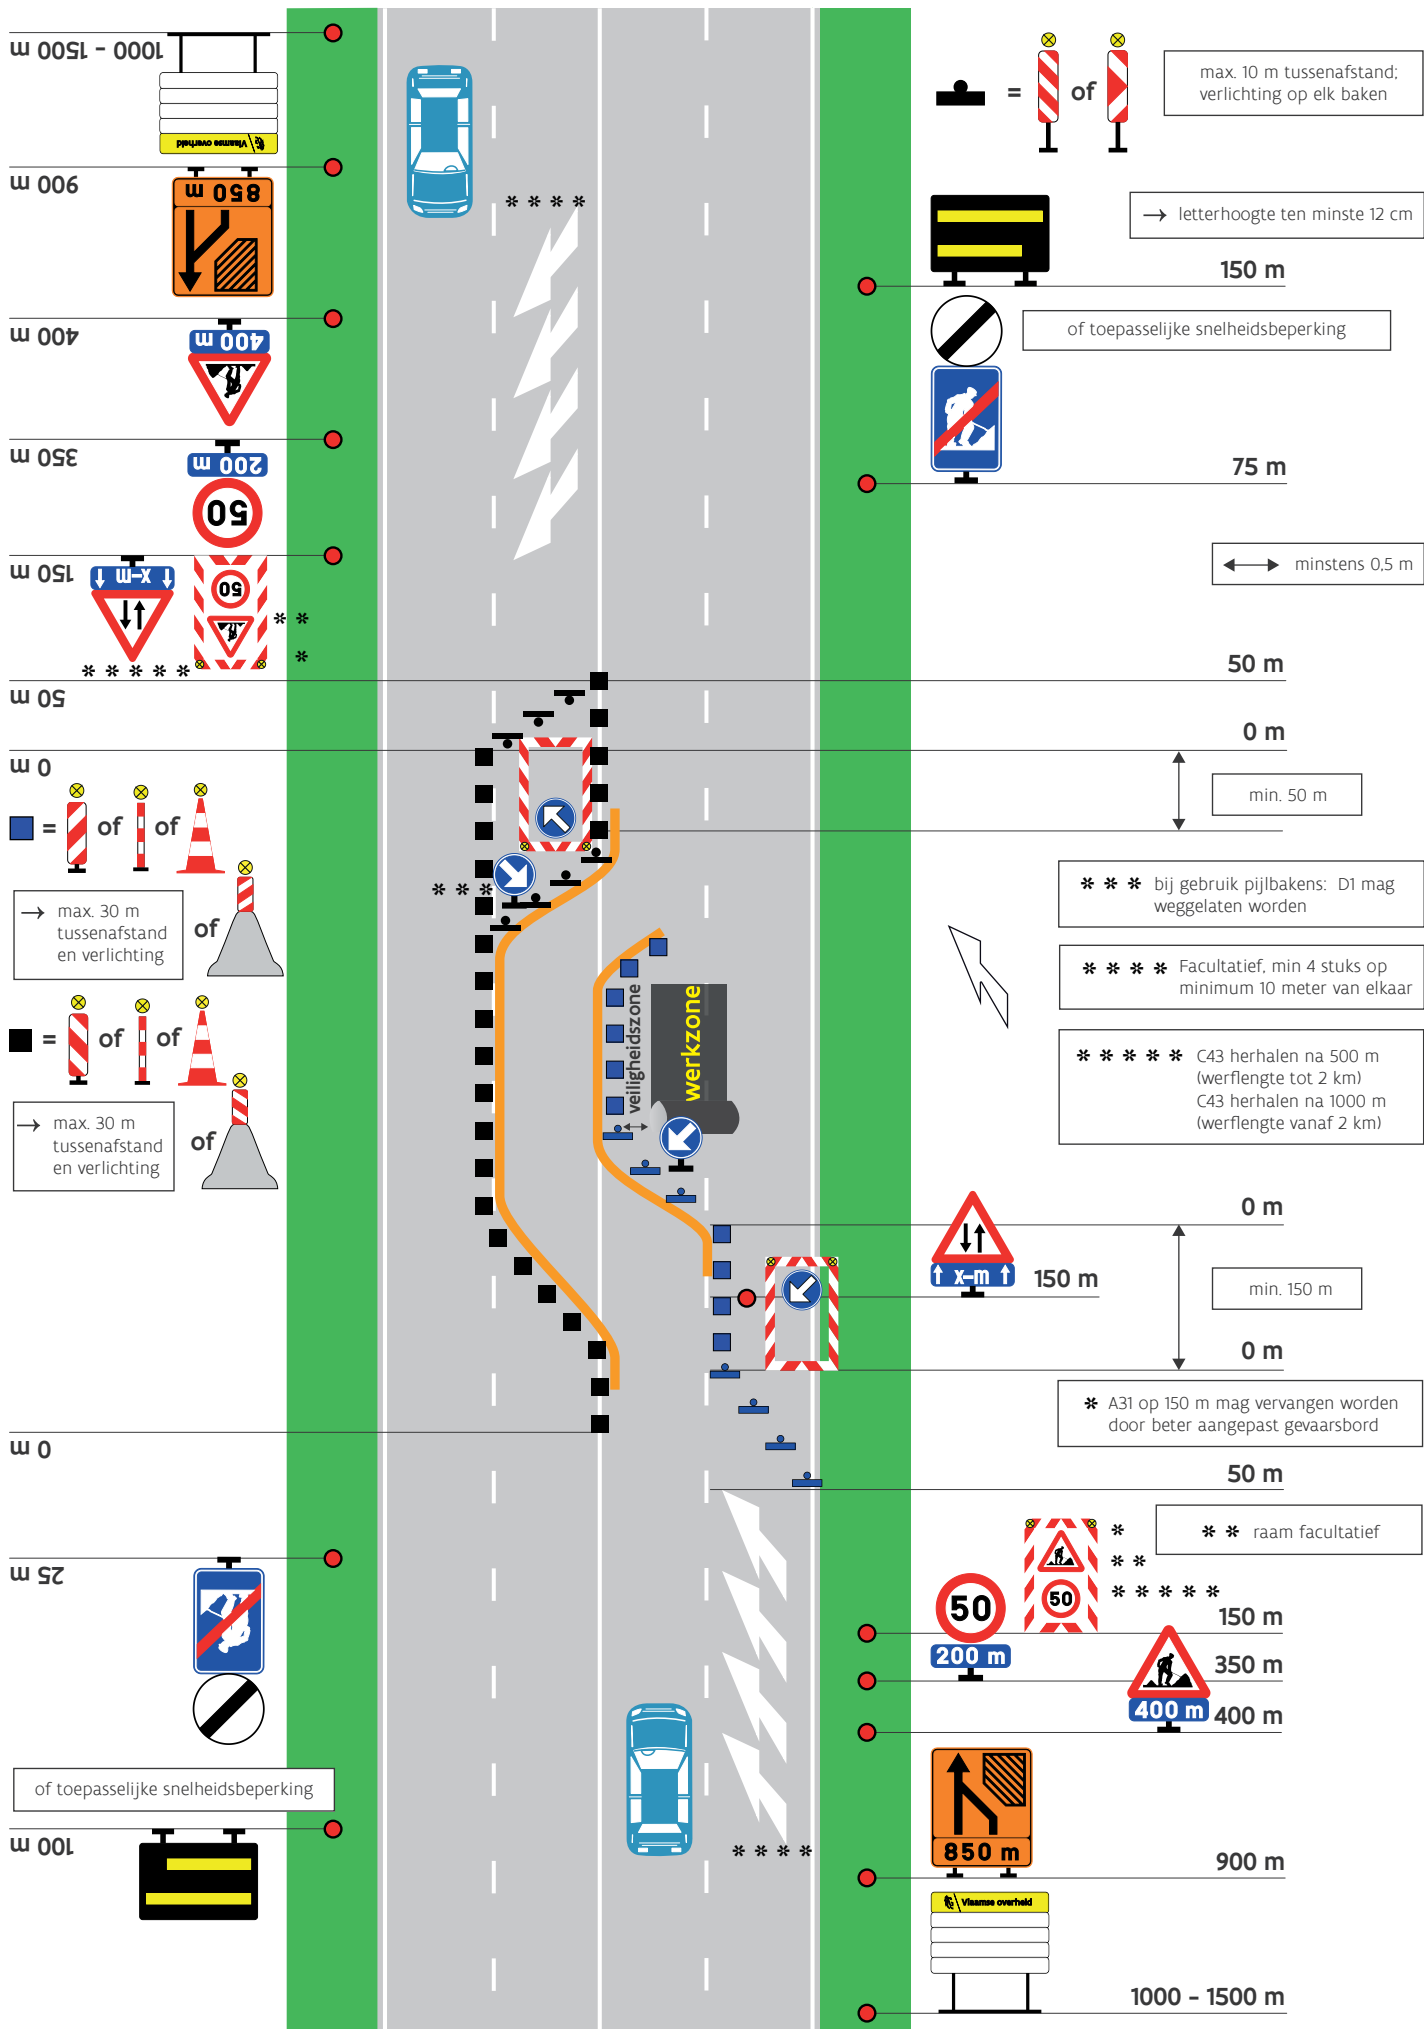 1000 - 1500 m
Vlaamse overheid
900 m
850 m
400 m
400 m
350 m
200 m
50
150 m
x-m
50
* *
*
* * * * *
50 m
0 m
= of of
→ max. 30 m
tussenafstand
en verlichting
of
= of of
→ max. 30 m
tussenafstand
en verlichting
of
0 m
25 m
of toepasselijke snelheidsbeperking
100 m
* * * *
* * *
veiligheidszone
werkzone
* * * *
= of
max. 10 m tussenafstand;
verlichting op elk baken
→ letterhoogte ten minste 12 cm
150 m
of toepasselijke snelheidsbeperking
75 m
minstens 0,5 m
50 m
0 m
min. 50 m
* * * bij gebruik pijlbakens: D1 mag
weggelaten worden
* * * * Facultatief, min 4 stuks op
minimum 10 meter van elkaar
* * * * * C43 herhalen na 500 m
(werflengte tot 2 km)
C43 herhalen na 1000 m
(werflengte vanaf 2 km)
0 m
x-m
150 m
min. 150 m
0 m
* A31 op 150 m mag vervangen worden
door beter aangepast gevaarsbord
50 m
* * raam facultatief
*
* *
* * * * *
50
50
150 m
200 m
350 m
400 m
400 m
850 m
900 m
Vlaamse overheid
1000 - 1500 m